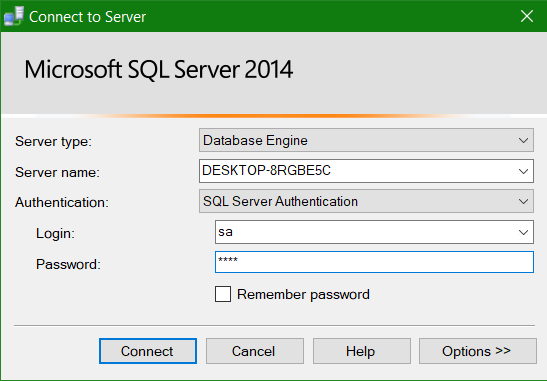 Connect to Server
Microsoft SQL Server 2014
Server type: Database Engine
Server name: DESKTOP-8RGBE5C
Authentication: SQL Server Authentication
Login: sa
Password: ****
Remember password
Connect Cancel Help Options >>